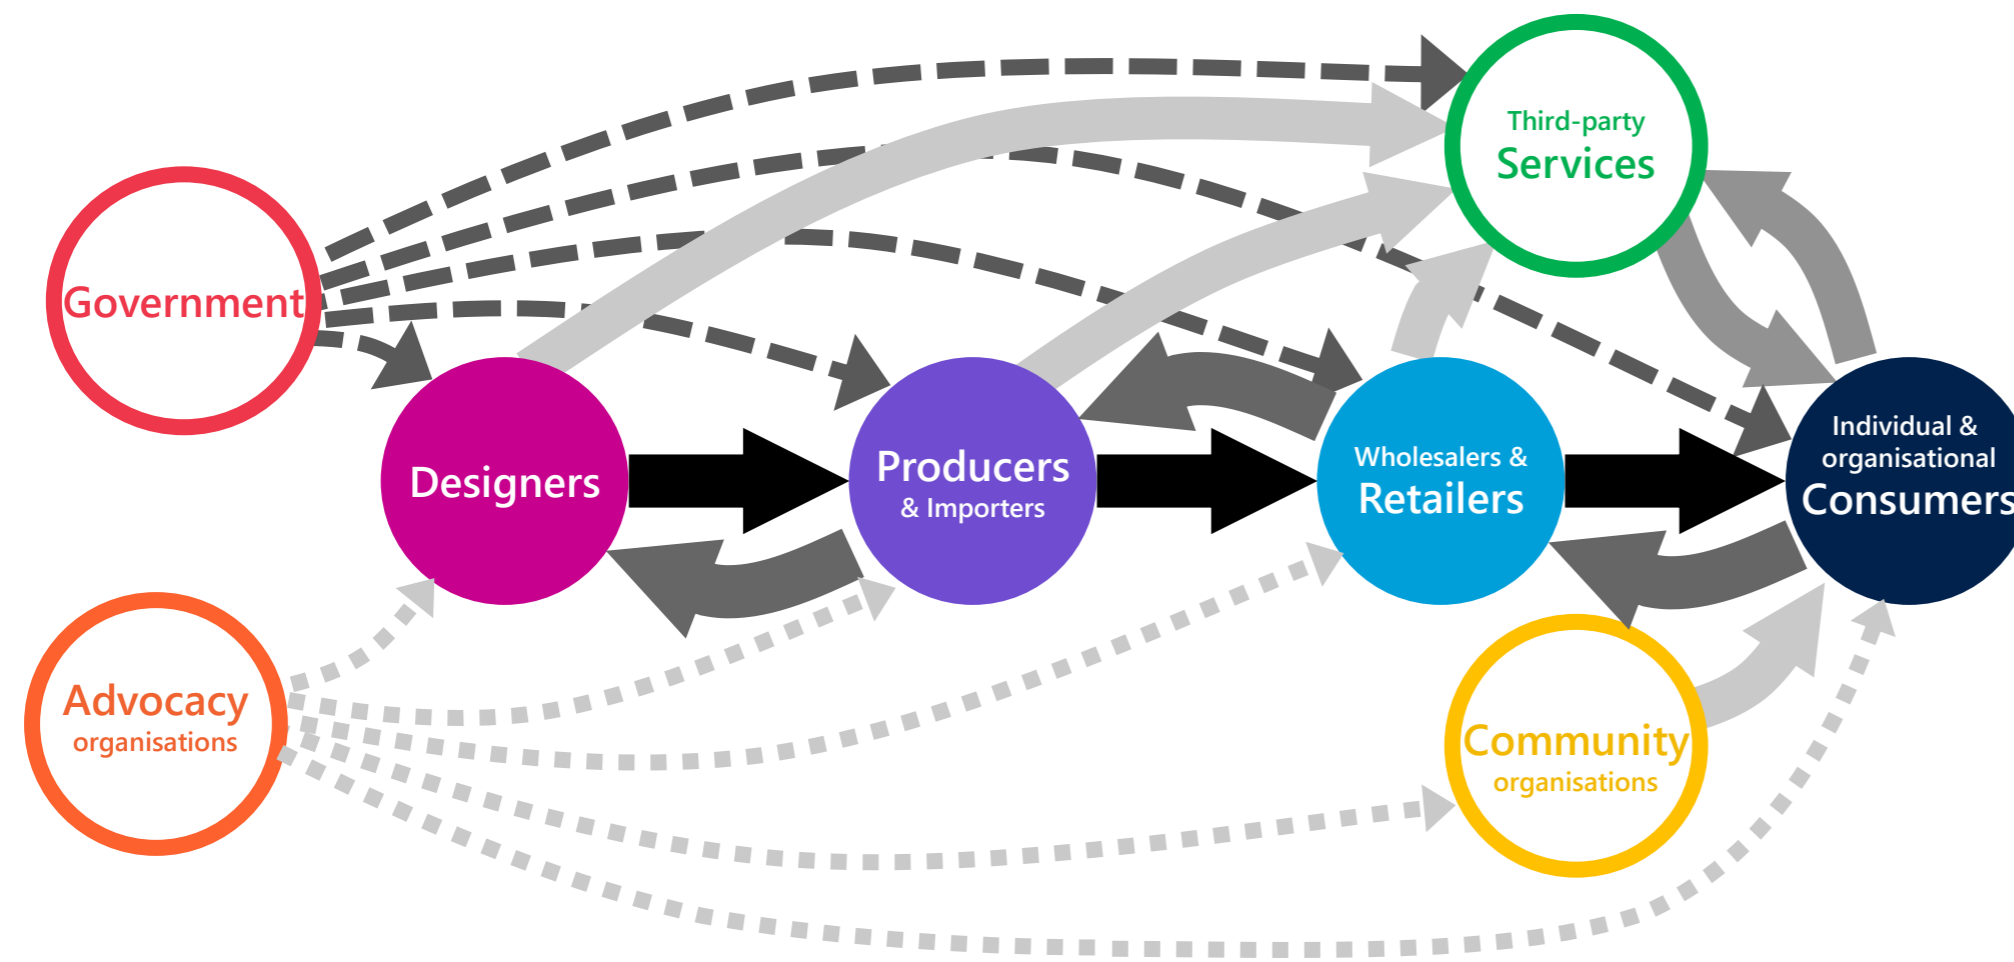 Third-party
Services
Government
Designers
Producers
& Importers
Wholesalers &
Retailers
Individual &
organisational
Consumers
Advocacy
organisations
Community
organisations